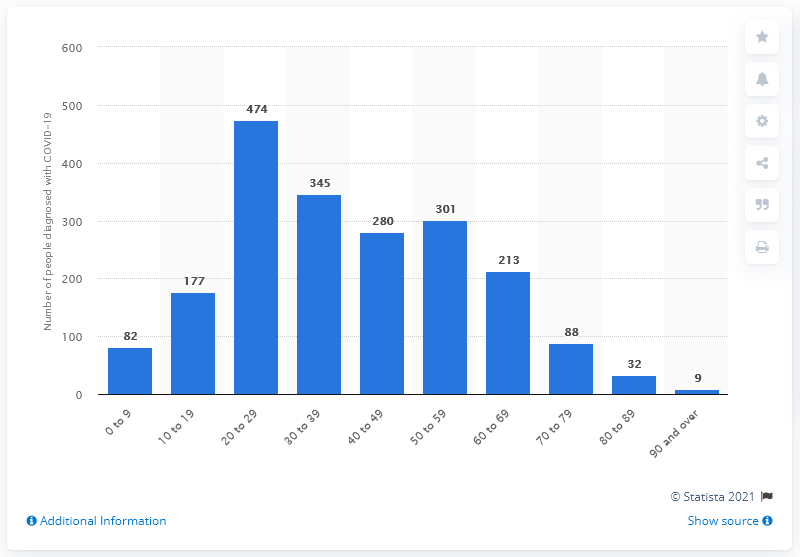 600
500
400
300
200
100
0
Number of people diagnosed with COVID-19
82
177
474
345
280
301
213
88
32
9
0 to 9
10 to 19
20 to 29
30 to 39
40 to 49
50 to 59
60 to 69
70 to 79
80 to 89
90 and over
© Statista 2021
Additional Information
Show source